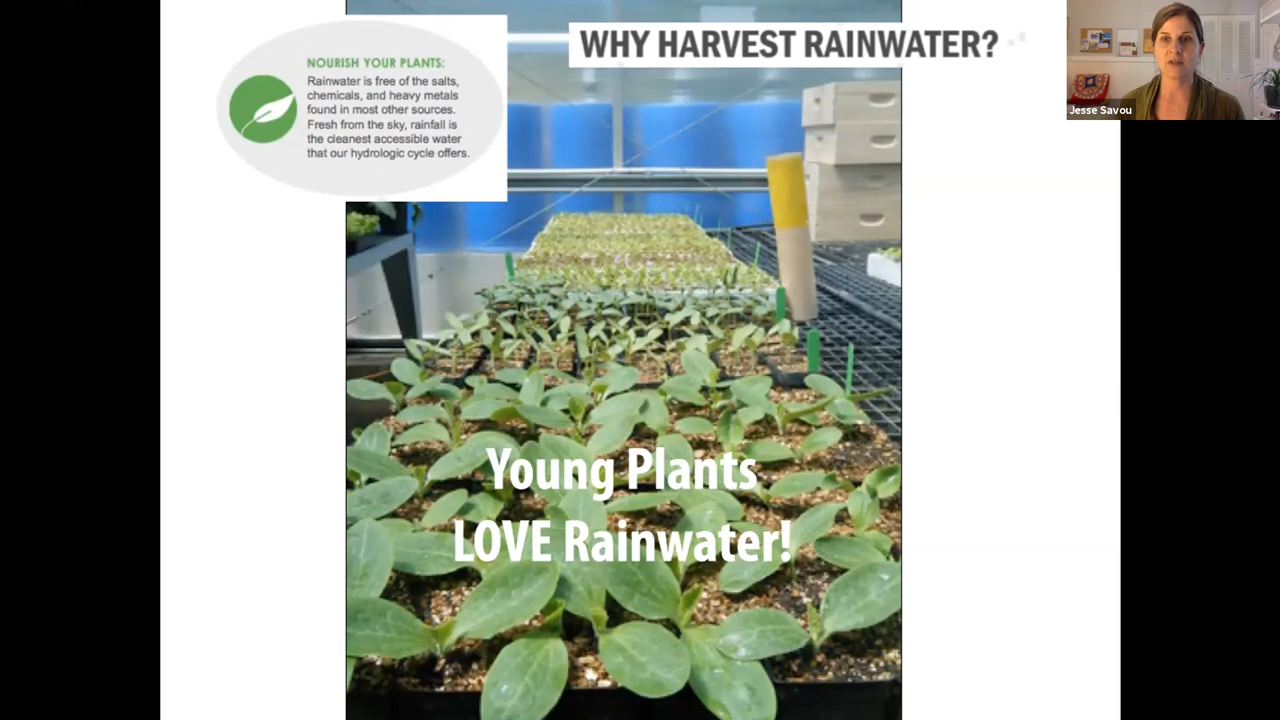 WHY HARVEST RAINWATER?
NOURISH YOUR PLANTS:
Rainwater is free of the salts,
chemicals, and heavy metals
found in most other sources.
Fresh from the sky, rainfall is
the cleanest accessible water
that our hydrologic cycle offers.
Jesse Savou
Young Plants
LOVE Rainwater!